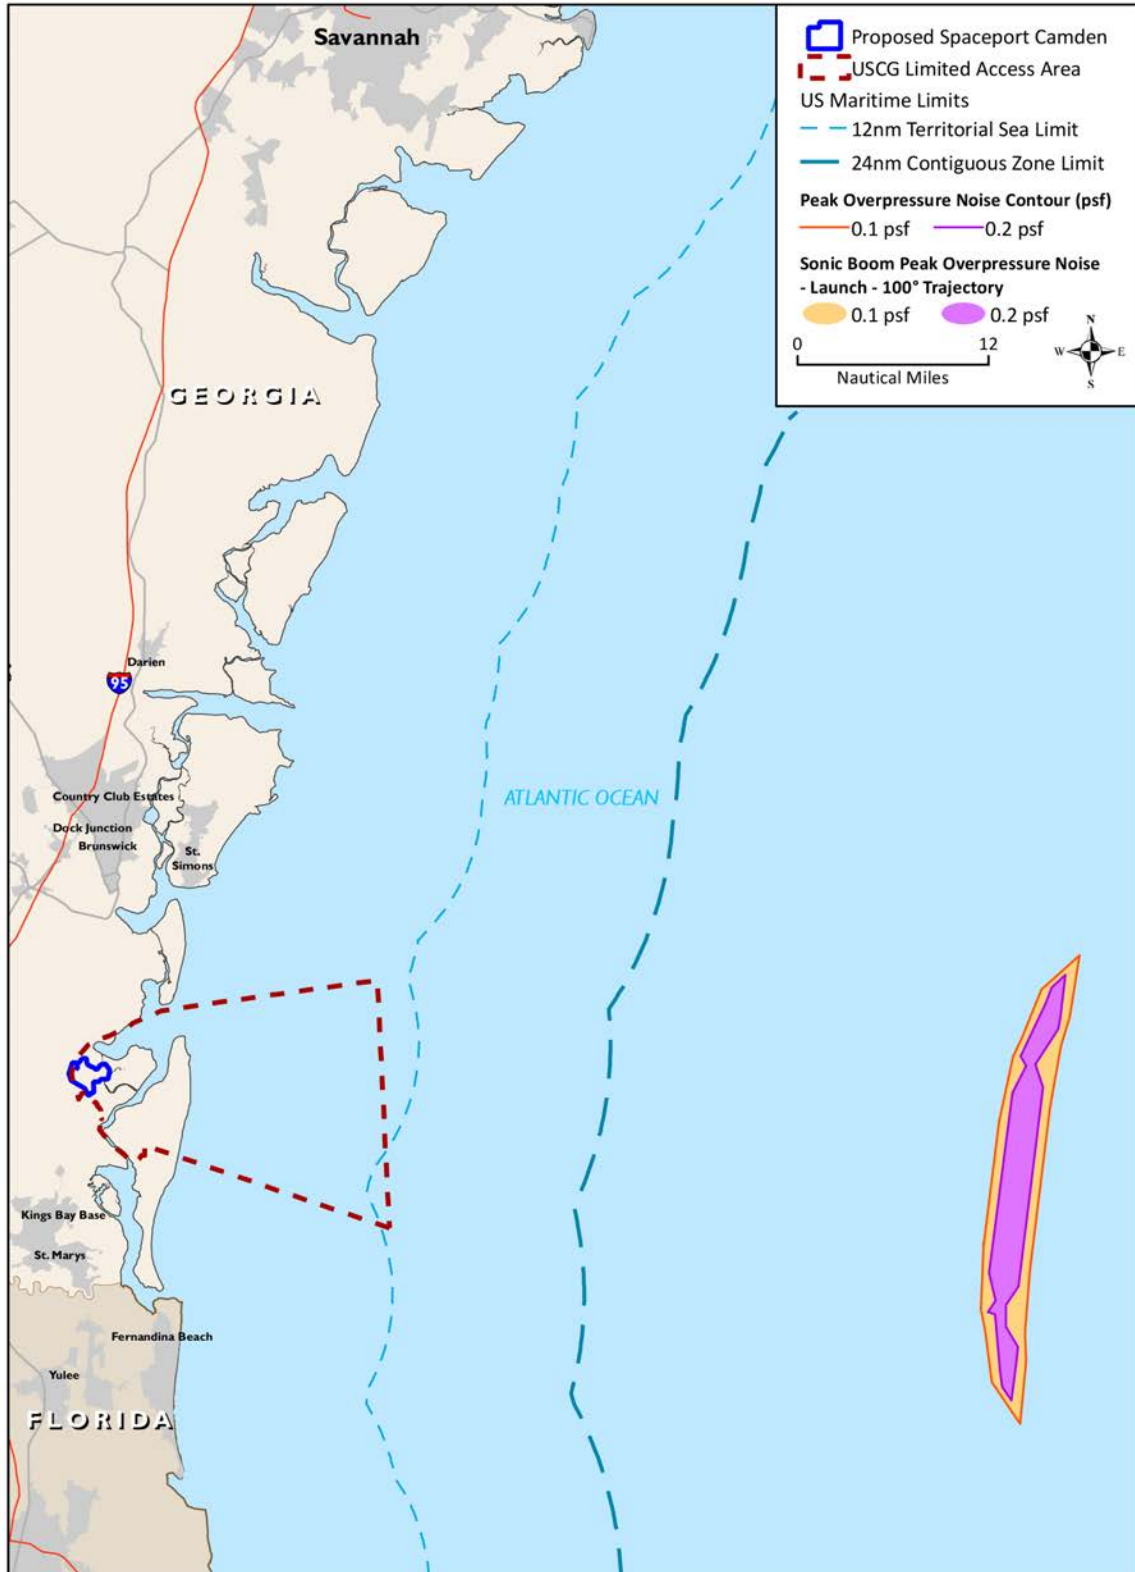 Savannah
Proposed Spaceport Camden
USCG Limited Access Area
US Maritime Limits
12nm Territorial Sea Limit
24nm Contiguous Zone Limit
Peak Overpressure Noise Contour (psf)
0.1 psf 0.2 psf
Sonic Boom Peak Overpressure Noise
- Launch - 100° Trajectory
0.1 psf 0.2 psf
0 12
Nautical Miles
N
W E
S
GEORGIA
Darien
95
Country Club Estates
ATLANTIC OCEAN
Dock Junction
Brunswick
St.
Simons
Kings Bay Base
St. Marys
Fernandina Beach
Yulee
FLORIDA